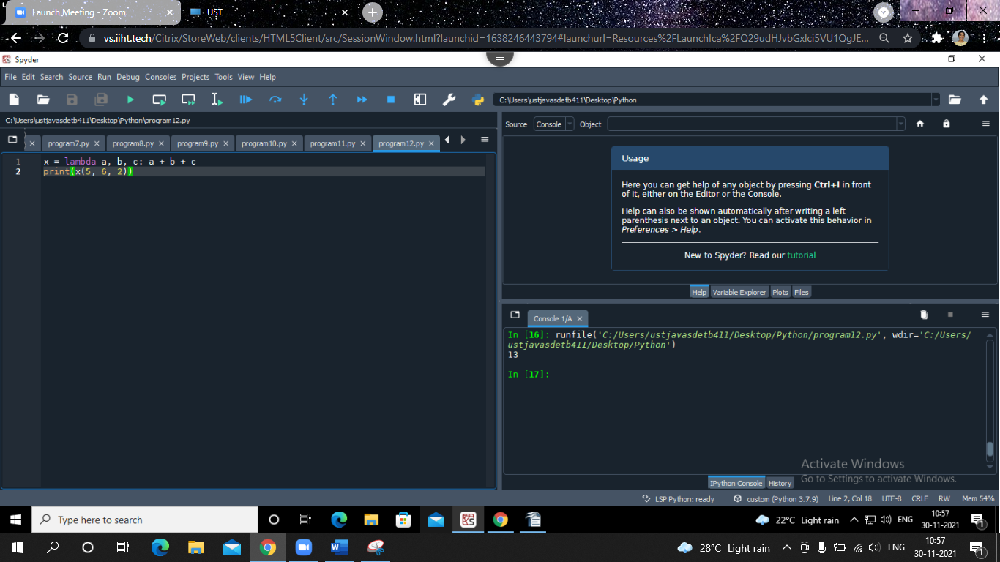 Launch Meeting - Zoom
UST
vs.iiht.tech/Citrix/StoreWeb/clients/HTML5Client/src/SessionWindow.html?launchid=1638246443794#launchurl=Resources%2FLaunchIca%2FQ29udHJvbGxlci5VU1QgJE...
Spyder
File Edit Search Source Run Debug Consoles Projects Tools View Help
C:\Users\ustjavasdetb411\Desktop\Python
C:\Users\ustjavasdetb411\Desktop\Python\program12.py
program7.py program8.py program9.py program10.py program11.py program12.py
1 x = lambda a, b, c: a + b + c
2 print(x(5, 6, 2))
Source Console Object
Usage
Here you can get help of any object by pressing Ctrl+I in front
of it, either on the Editor or the Console.
Help can also be shown automatically after writing a left
parenthesis next to an object. You can activate this behavior in
Preferences > Help.
New to Spyder? Read our tutorial
Help Variable Explorer Plots Files
Console 1/A
In [16]: runfile('C:/Users/ustjavasdetb411/Desktop/Python/program12.py', wdir='C:/Users/
ustjavasdetb411/Desktop/Python')
13
In [17]:
Activate Windows
Go to Settings to activate Windows.
IPython Console History
LSP Python: ready custom (Python 3.7.9) Line 2, Col 18 UTF-8 CRLF RW Mem 54%
Type here to search
22°C Light rain ENG 10:57
30-11-2021
1
28°C Light rain ENG 10:57
30-11-2021
1